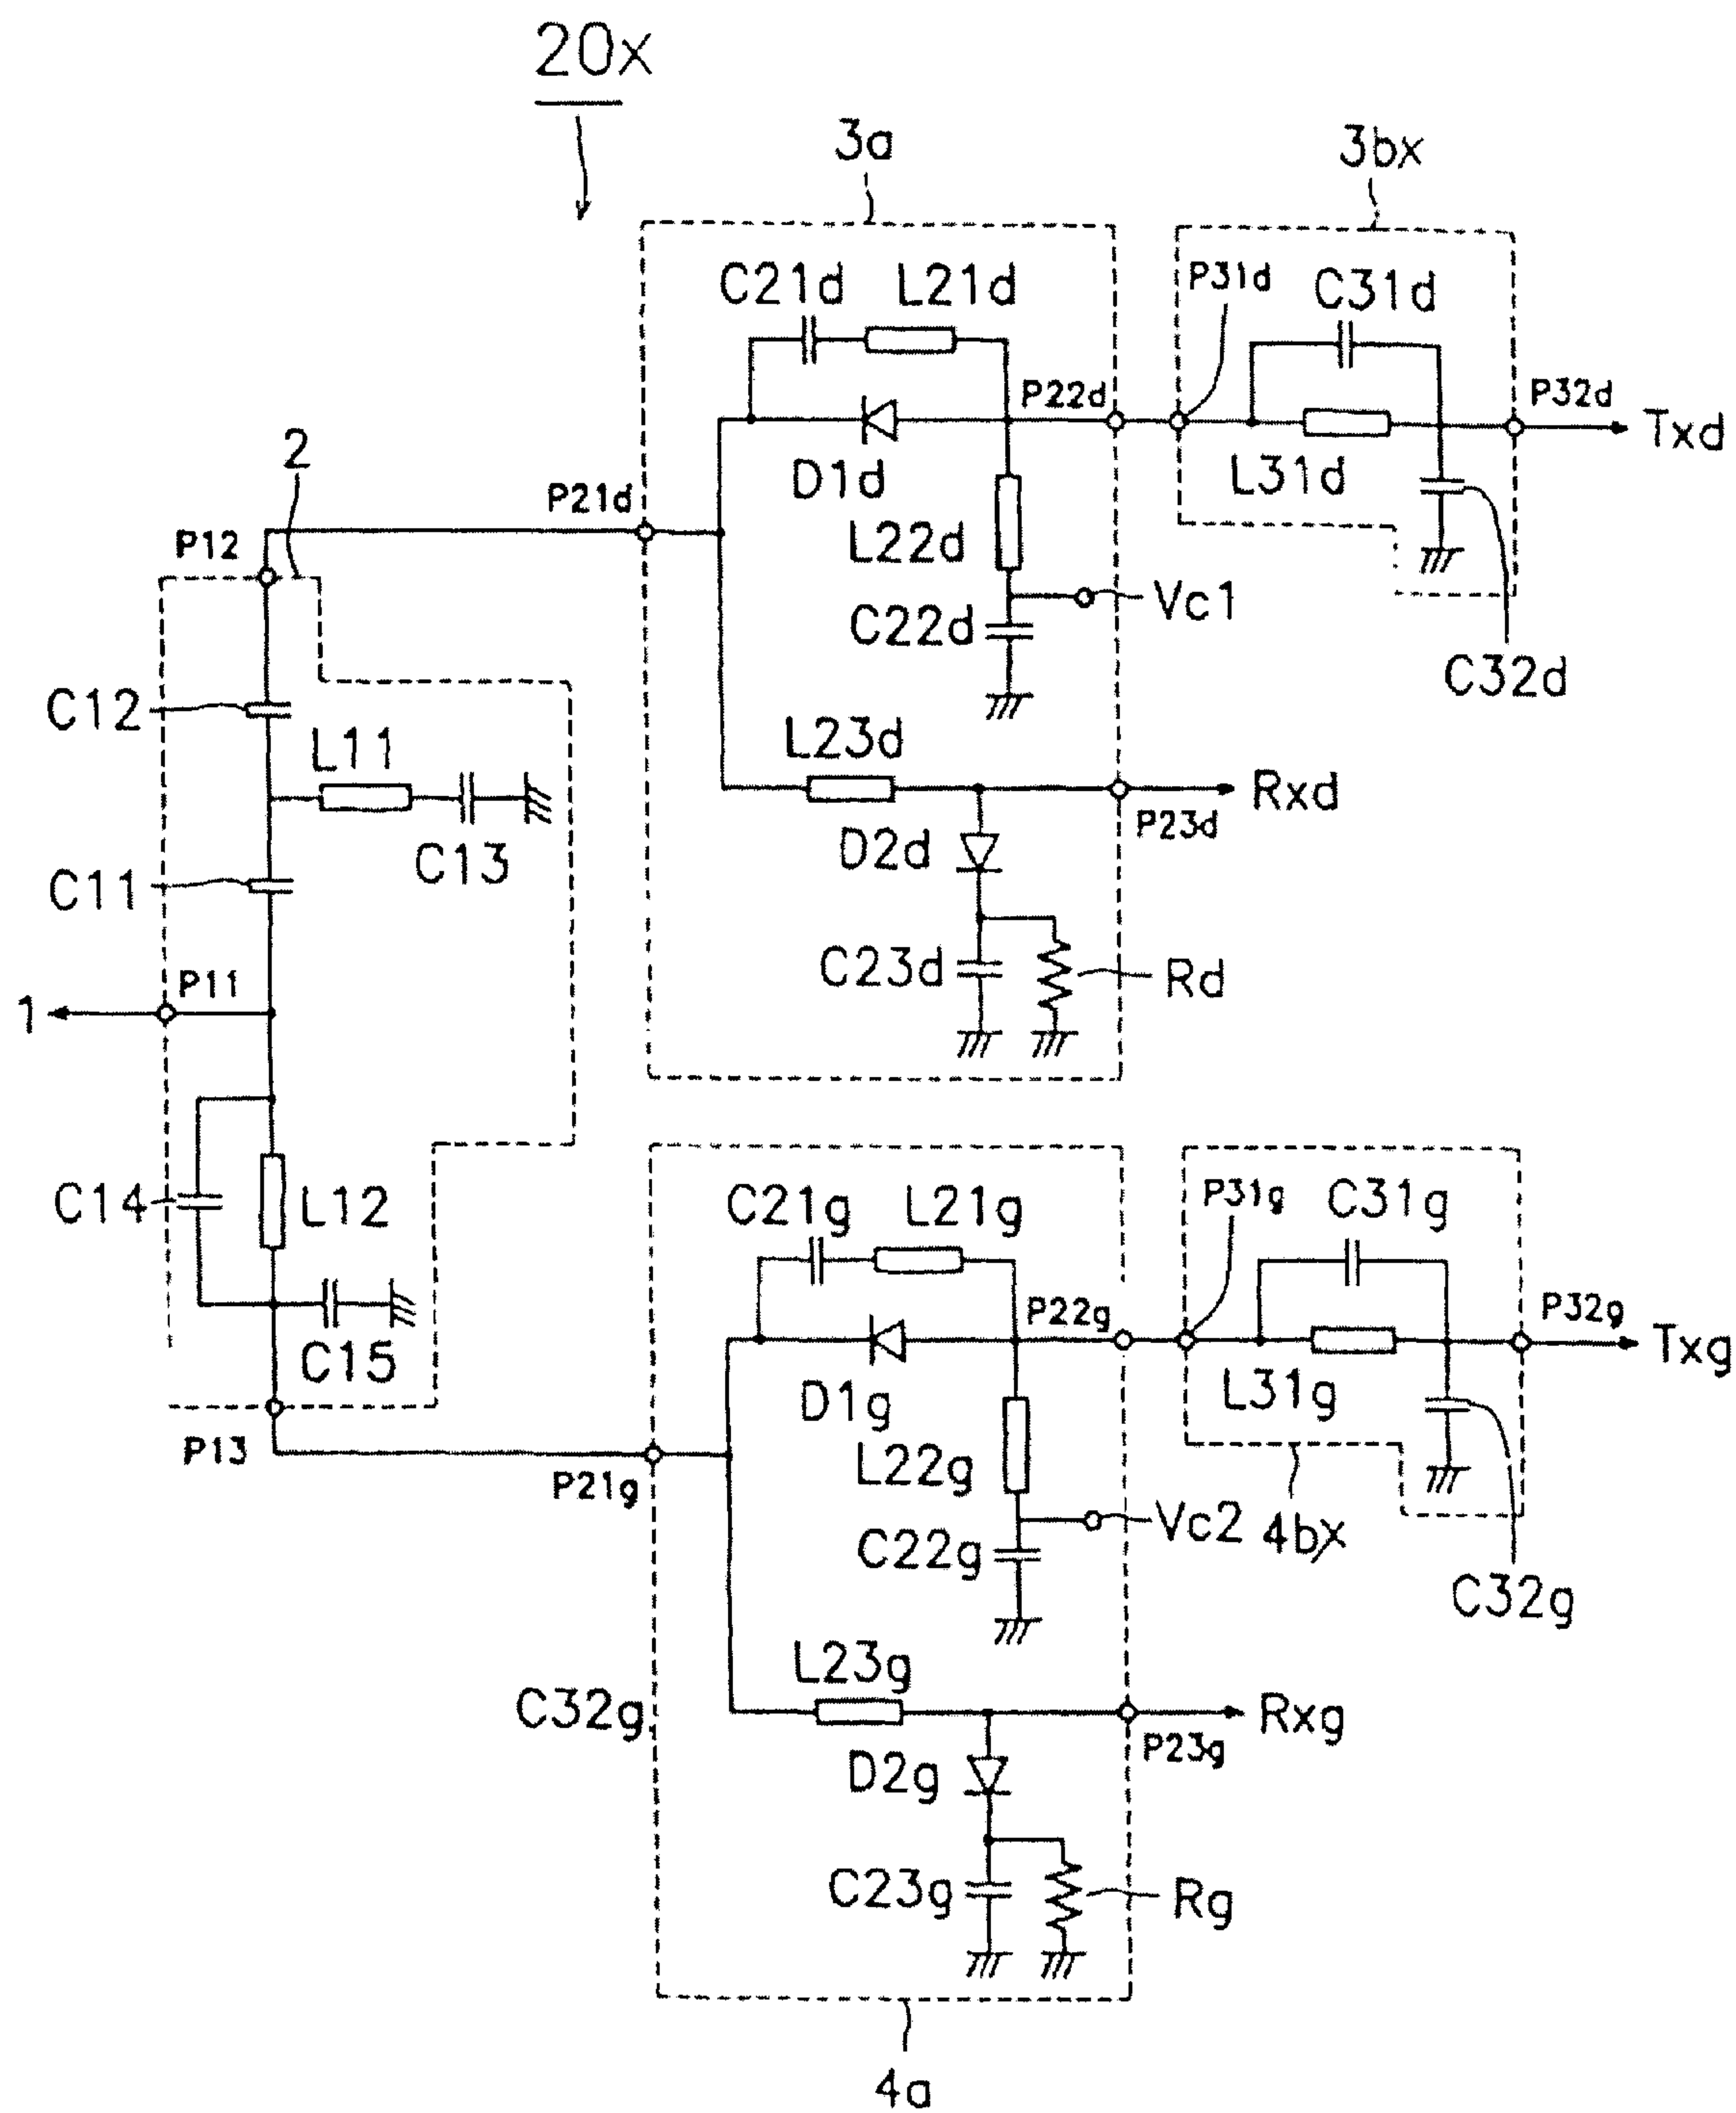 20x
3a
3bx
C21d L21d
P31d
C31d
P22d
P32d
Txd
D1d
L31d
2
P21d
P12
L22d
Vc1
C22d
C32d
C12
L11
L23d
Rxd
P23d
C13
D2d
C11
C23d
Rd
P11
1
C14
L12
C21g L21g
P31g
C31g
P22g
P32g
Txg
C15
D1g
L31g
P13
P21g
L22g
Vc2
4bx
C22g
C32g
L23g
C32g
Rxg
P23g
D2g
C23g
Rg
4a